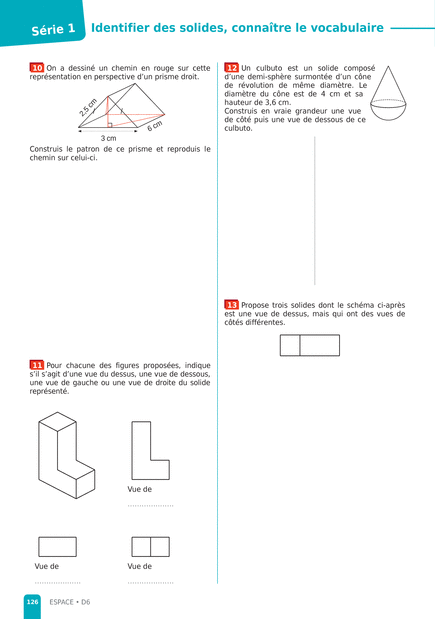 Série 1
Identifier des solides, connaître le vocabulaire
10 On a dessiné un chemin en rouge sur cette
représentation en perspective d'un prisme droit.
2,5 cm
6 cm
3 cm
Construis le patron de ce prisme et reproduis le
chemin sur celui-ci.
11 Pour chacune des figures proposées, indique
s'il s'agit d'une vue du dessus, une vue de dessous,
une vue de gauche ou une vue de droite du solide
représenté.
Vue de
....................
Vue de
....................
Vue de
....................
12 Un culbuto est un solide composé
d'une demi-sphère surmontée d'un cône
de révolution de même diamètre. Le
diamètre du cône est de 4 cm et sa
hauteur de 3,6 cm.
Construis en vraie grandeur une vue
de côté puis une vue de dessous de ce
culbuto.
13 Propose trois solides dont le schéma ci-après
est une vue de dessus, mais qui ont des vues de
côtés différentes.
126 ESPACE • D6